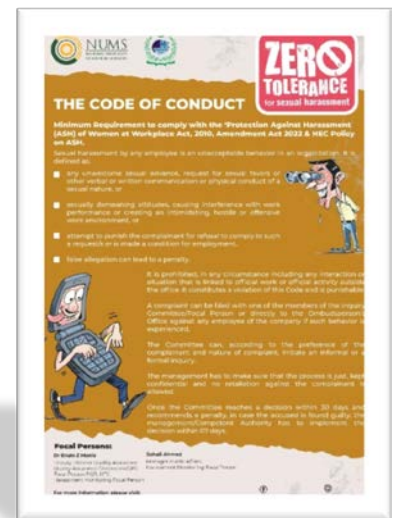 NUMS
ZERO
TOLERANCE
for sexual harassment
THE CODE OF CONDUCT
Minimum Requirement to comply with the 'Protection Against Harassment
(ASH) of Women at Workplace Act, 2010, Amendment Act 2022 & HEC Policy
on ASH.
Sexual harassment by any employee is an unacceptable behavior in an organization. It is
defined as:
any unwelcome sexual advance, request for sexual favors or
other verbal or written communication or physical conduct of a
sexual nature, or
sexually demeaning attitudes, causing interference with work
performance or creating an intimidating, hostile or offensive
work environment, or
attempt to punish the complainant for refusal to comply to such
a request or is made a condition for employment.
False allegation can lead to a penalty.
It is prohibited, in any circumstance including any interaction or
situation that is linked to official work or official activity outside
the office. It constitutes a violation of this Code and is punishable.
A complaint can be filed with one of the members of the Inquiry
Committee/Focal Person or directly to the Ombudsperson's
Office against any employee of the company if such behavior is
experienced.
The Committee can, according to the preference of the
complainant and nature of complaint, initiate an informal or a
formal inquiry.
The management has to make sure that the process is just, kept
confidential and no retaliation against the complainant is
allowed.
Once the Committee reaches a decision within 30 days and
recommends a penalty, in case the accused is found guilty, the
management/Competent Authority has to implement the
decision within 07 days.
Focal Persons:
Sohail Ahmed
For more information please visit: